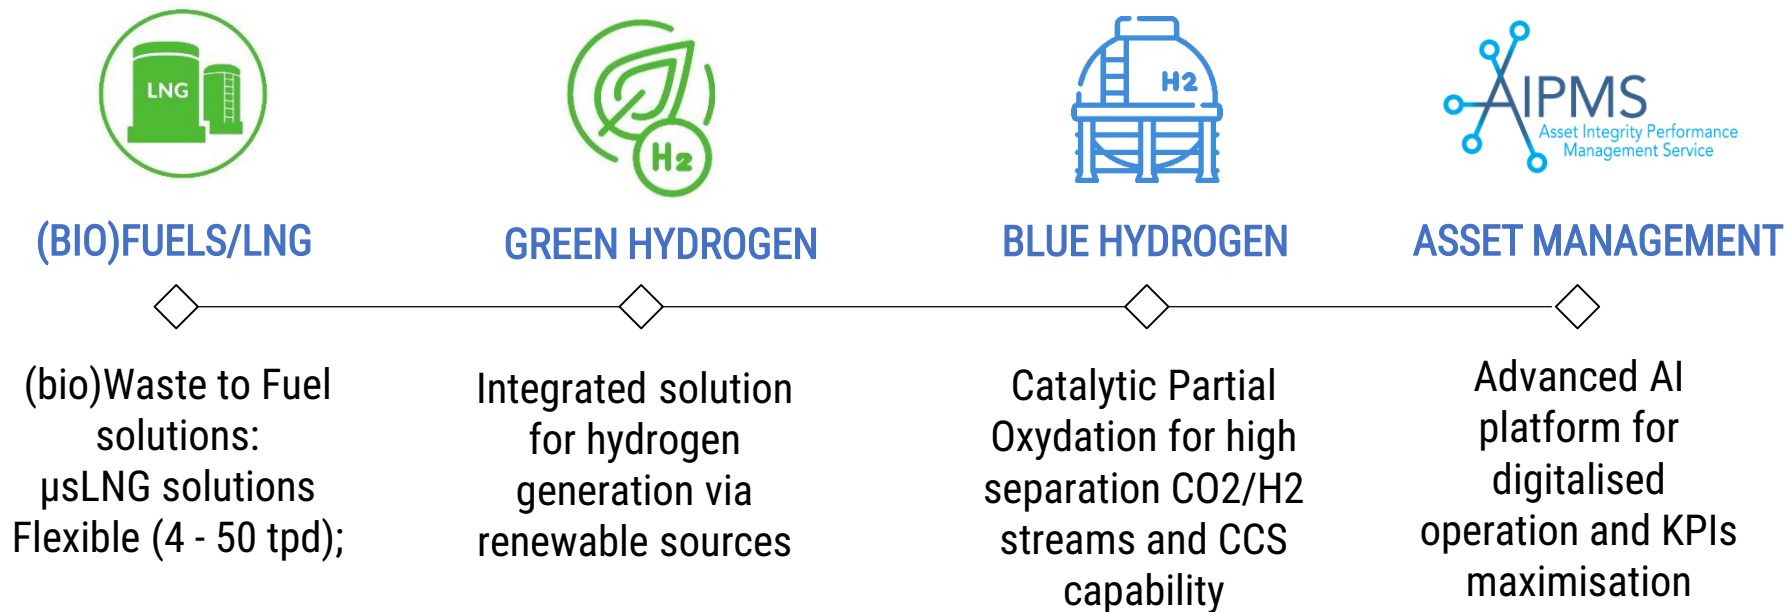 LNG
H2
H2
AIPMS
Asset Integrity Performance
Management Service
(BIO)FUELS/LNG
GREEN HYDROGEN
BLUE HYDROGEN
ASSET MANAGEMENT
(bio)Waste to Fuel
solutions:
µsLNG solutions
Flexible (4 - 50 tpd);
Integrated solution
for hydrogen
generation via
renewable sources
Catalytic Partial
Oxydation for high
separation CO2/H2
streams and CCS
capability
Advanced AI
platform for
digitalised
operation and KPIs
maximisation